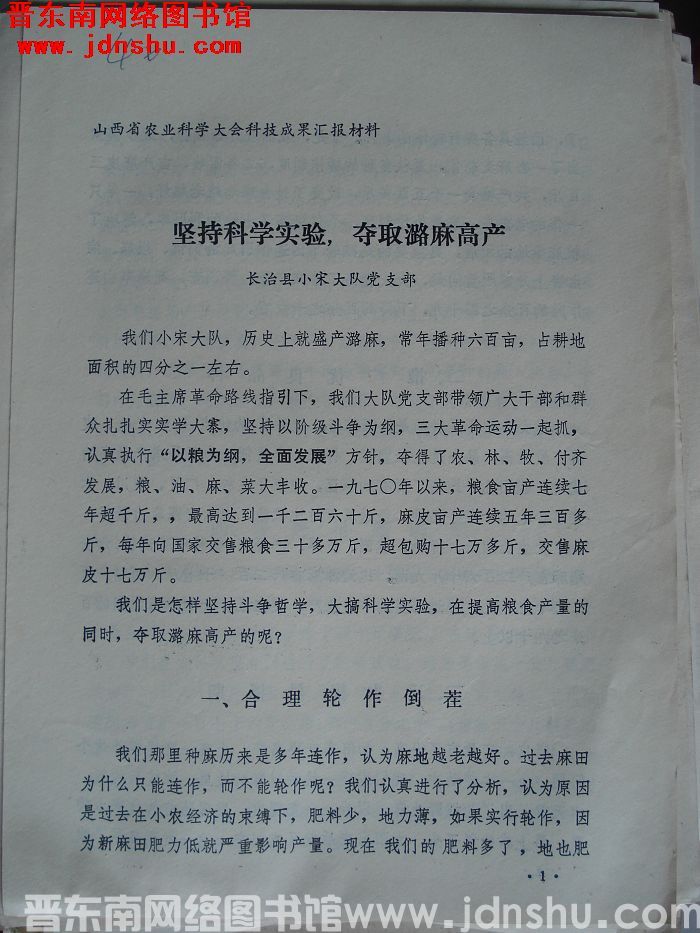 晋东南网络图书馆
www.jdnshu.com
山西省农业科学大会科技成果汇报材料
坚持科学实验，夺取潞麻高产
长治县小宋大队党支部
我们小宋大队，历史上就盛产潞麻，常年播种六百亩，占耕地
面积的四分之一左右。
在毛主席革命路线指引下，我们大队党支部带领广大干部和群
众扎扎实实学大寨，坚持以阶级斗争为纲，三大革命运动一起抓，
认真执行“以粮为纲，全面发展”方针，夺得了农、林、牧、付齐
发展，粮、油、麻、菜大丰收。一九七〇年以来，粮食亩产连续七
年超千斤，，最高达到一千二百六十斤，麻皮亩产连续五年三百多
斤，每年向国家交售粮食三十多万斤，超包购十七万多斤，交售麻
皮十七万斤。
我们是怎样坚持斗争哲学，大搞科学实验，在提高粮食产量的
同时，夺取潞麻高产的呢？
一、合理轮作倒茬
我们那里种麻历来是多年连作，认为麻地越老越好。过去麻田
为什么只能连作，而不能轮作呢？我们认真进行了分析，认为原因
是过去在小农经济的束缚下，肥料少，地力薄，如果实行轮作，因
为新麻田肥力低就严重影响产量。现在我们的肥料多了，地也肥
·1·
晋东南网络图书馆www.jdnshu.com